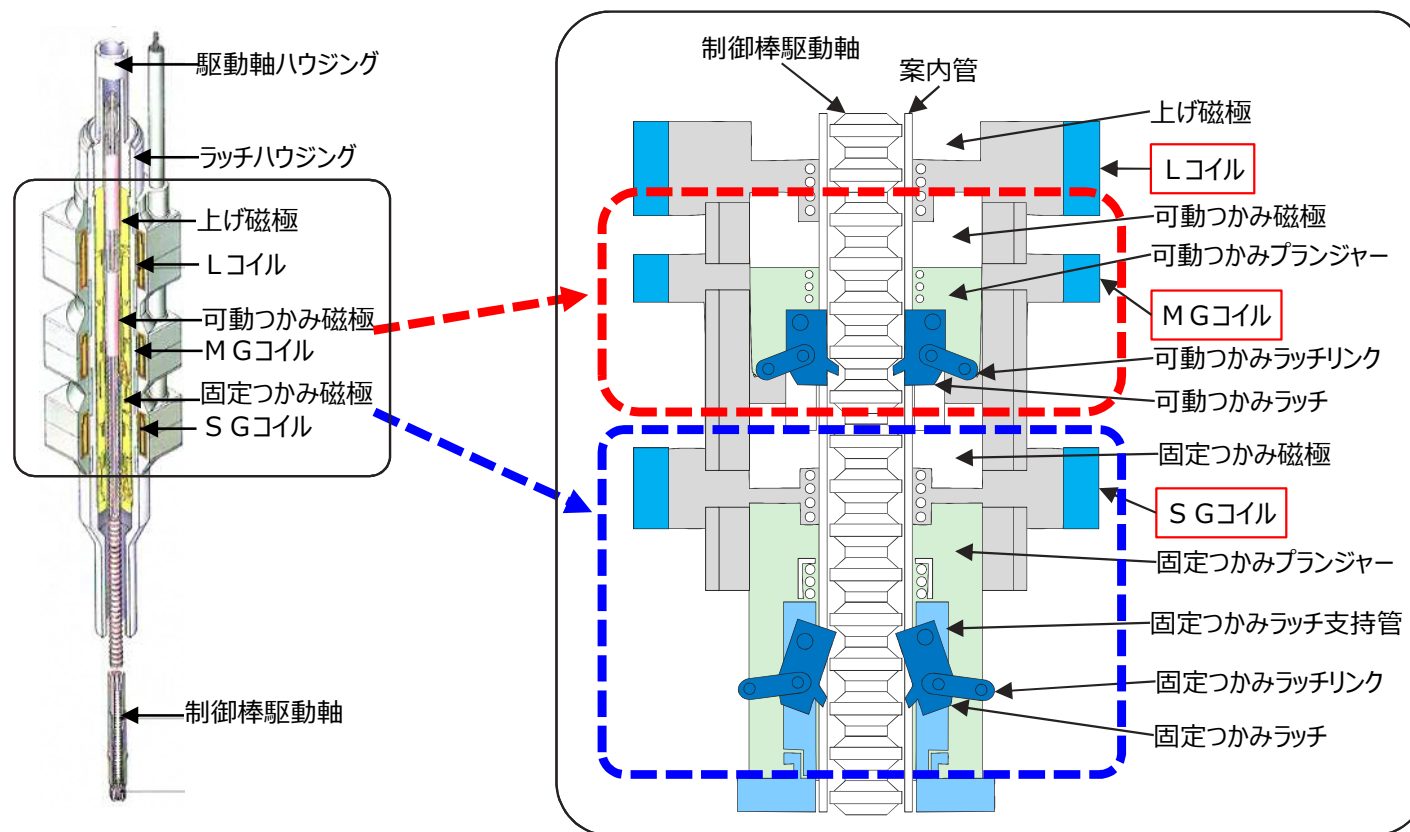 駆動軸ハウジング
ラッチハウジング
上げ磁極
Ｌコイル
可動つかみ磁極
ＭＧコイル
固定つかみ磁極
ＳＧコイル
制御棒駆動軸
制御棒駆動軸
案内管
上げ磁極
Ｌコイル
可動つかみ磁極
可動つかみプランジャー
ＭＧコイル
可動つかみラッチリンク
可動つかみラッチ
固定つかみ磁極
ＳＧコイル
固定つかみプランジャー
固定つかみラッチ支持管
固定つかみラッチリンク
固定つかみラッチ